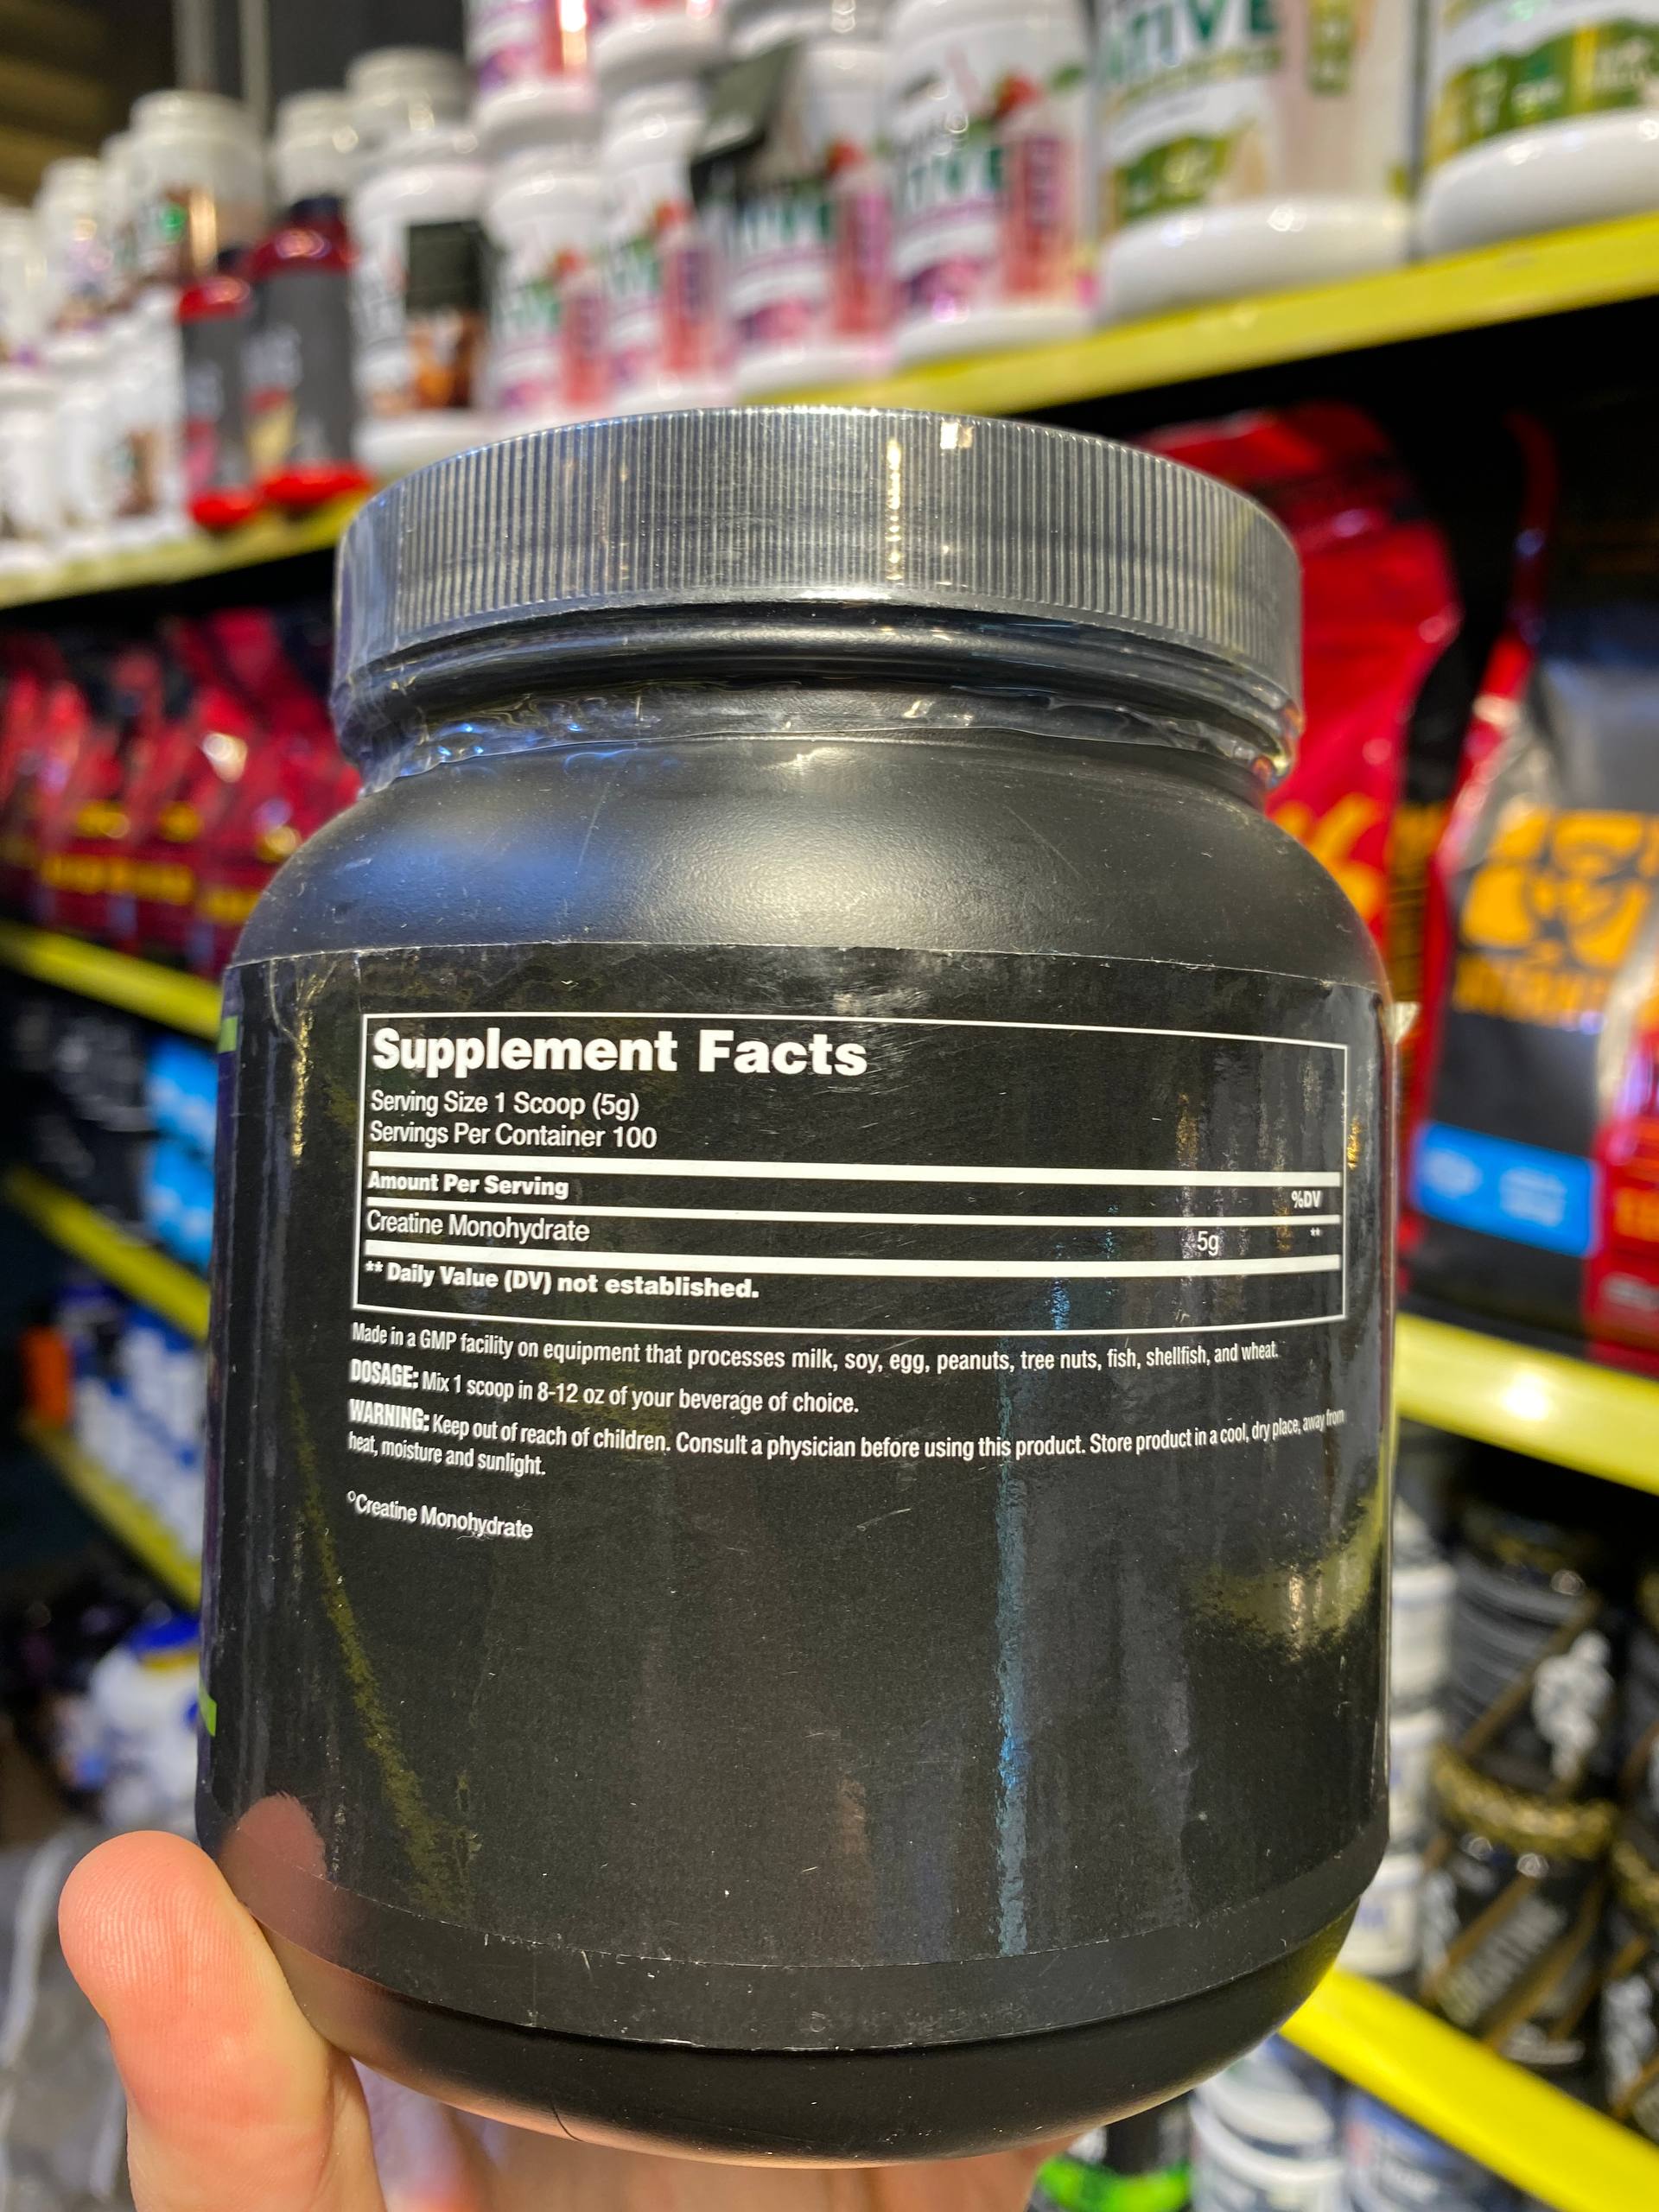 Supplement Facts
Serving Size 1 Scoop (5g)
Servings Per Container 100
Amount Per Serving %DV
Creatine Monohydrate 5g **
** Daily Value (DV) not established.
Made in a GMP facility on equipment that processes milk, soy, egg, peanuts, tree nuts, fish, shellfish, and wheat.
DOSAGE: Mix 1 scoop in 8-12 oz of your beverage of choice.
WARNING: Keep out of reach of children. Consult a physician before using this product. Store product in a cool, dry place, away from
heat, moisture and sunlight.
°Creatine Monohydrate